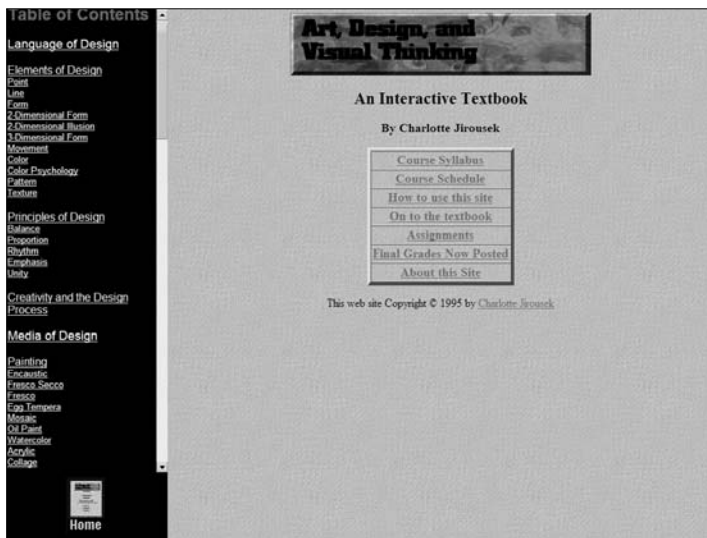 Table of Contents
Language of Design
Elements of Design
Point
Line
Form
2-Dimensional Form
2-Dimensional Illusion
3-Dimensional Form
Movement
Color
Color Psychology
Pattern
Texture
Principles of Design
Balance
Proportion
Rhythm
Emphasis
Unity
Creativity and the Design
Process
Media of Design
Painting
Encaustic
Fresco Secco
Fresco
Egg Tempera
Mosaic
Oil Paint
Watercolor
Acrylic
Collage
Home
Art, Design, and
Visual Thinking
An Interactive Textbook
By Charlotte Jirousek
Course Syllabus
Course Schedule
How to use this site
On to the textbook
Assignments
Final Grades Now Posted
About this Site
This web site Copyright © 1995 by Charlotte Jirousek